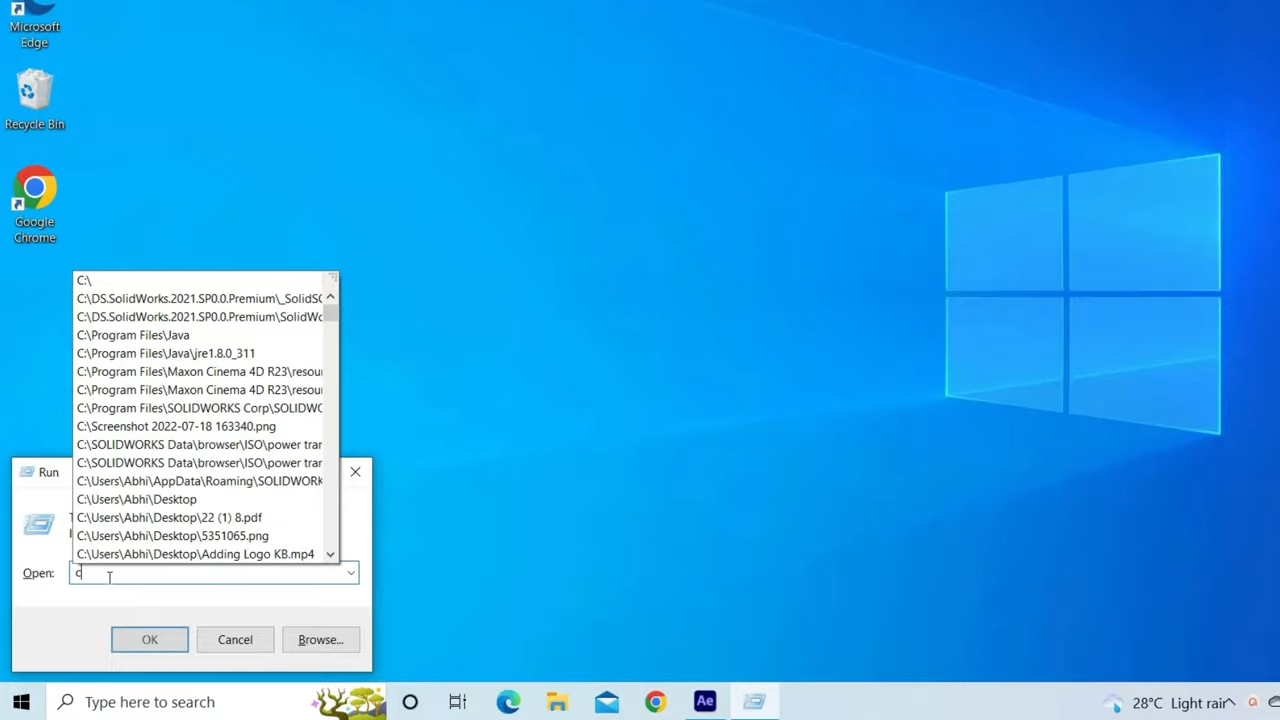 Microsoft
Edge
Recycle Bin
Google
Chrome
C:\
C:\DS.SolidWorks.2021.SP0.0.Premium\_SolidSC
C:\DS.SolidWorks.2021.SP0.0.Premium\SolidWo
C:\Program Files\Java
C:\Program Files\Java\jre1.8.0_311
C:\Program Files\Maxon Cinema 4D R23\resou
C:\Program Files\Maxon Cinema 4D R23\resou
C:\Program Files\SOLIDWORKS Corp\SOLIDWO
C:\Screenshot 2022-07-18 163340.png
C:\SOLIDWORKS Data\browser\ISO\power tran
C:\SOLIDWORKS Data\browser\ISO\power tran
C:\Users\Abhi\AppData\Roaming\SOLIDWORK
C:\Users\Abhi\Desktop
C:\Users\Abhi\Desktop\22 (1) 8.pdf
C:\Users\Abhi\Desktop\5351065.png
C:\Users\Abhi\Desktop\Adding Logo KB.mp4
Run
Open: c
OK Cancel Browse...
Type here to search Ae 28°C Light rain